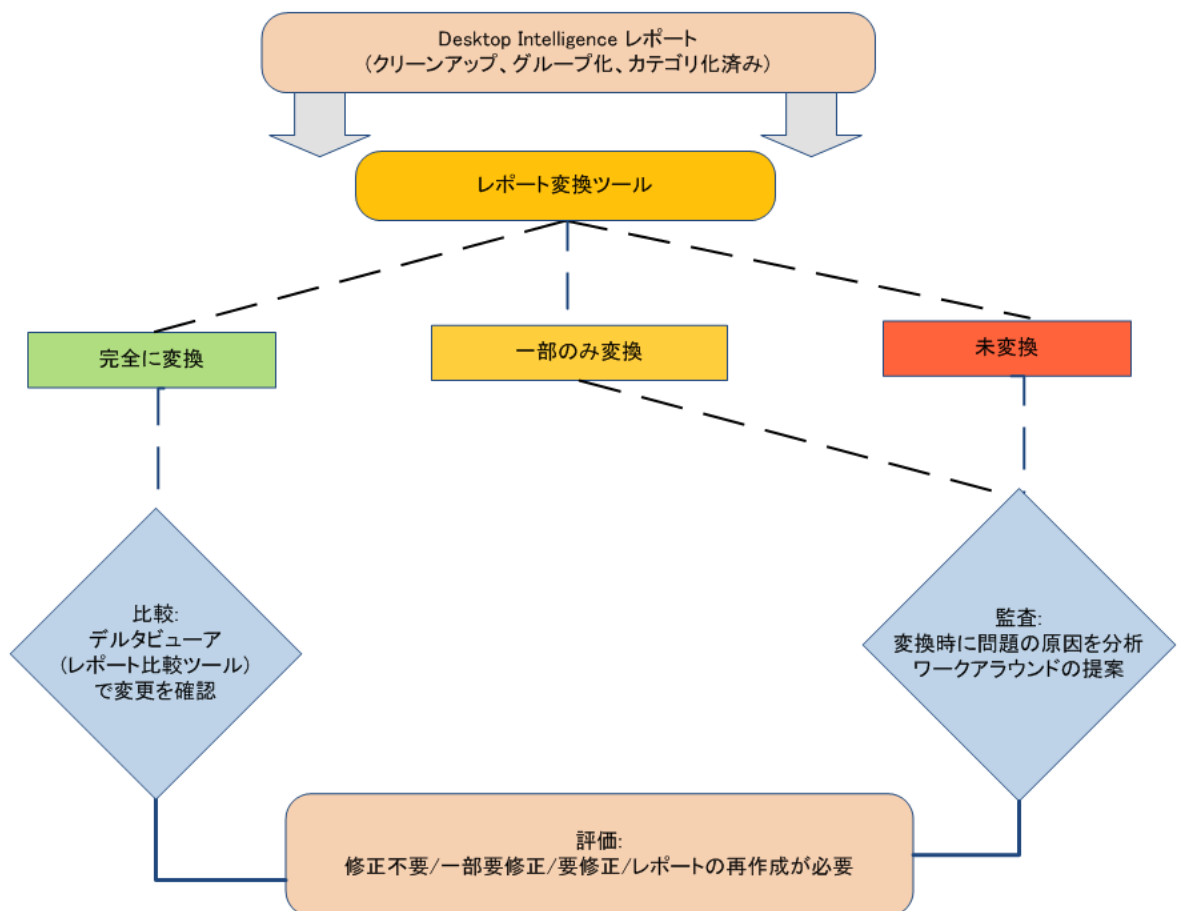 Desktop Intelligence レポート
(クリーンアップ、グループ化、カテゴリ化済み)
レポート変換ツール
完全に変換
一部のみ変換
未変換
比較:
デルタビューア
(レポート比較ツール)
で変更を確認
監査:
変換時に問題の原因を分析
ワークアラウンドの提案
評価:
修正不要/一部要修正/要修正/レポートの再作成が必要